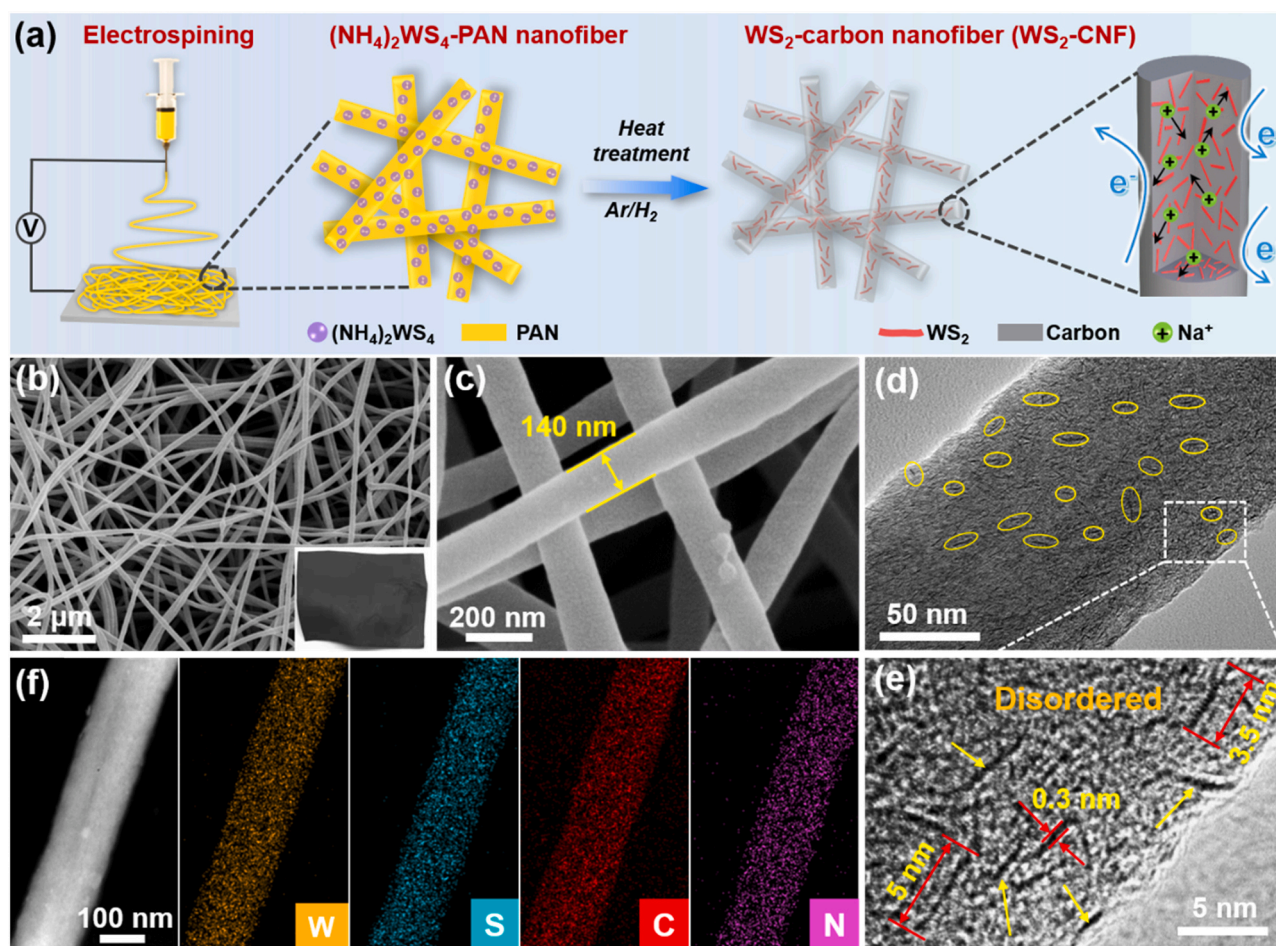 (a) Electrospining (NH₄)₂WS₄-PAN nanofiber WS₂-carbon nanofiber (WS₂-CNF)
V
Heat
treatment
Ar/H₂
e⁻
e
e
+ + + + + + +
(NH₄)₂WS₄ PAN WS₂ Carbon + Na⁺
(b)
2 μm
(c)
140 nm
200 nm
(d)
50 nm
(f)
100 nm
W
S
C
N
(e)
Disordered
3.5 nm
0.3 nm
5 nm
5 nm